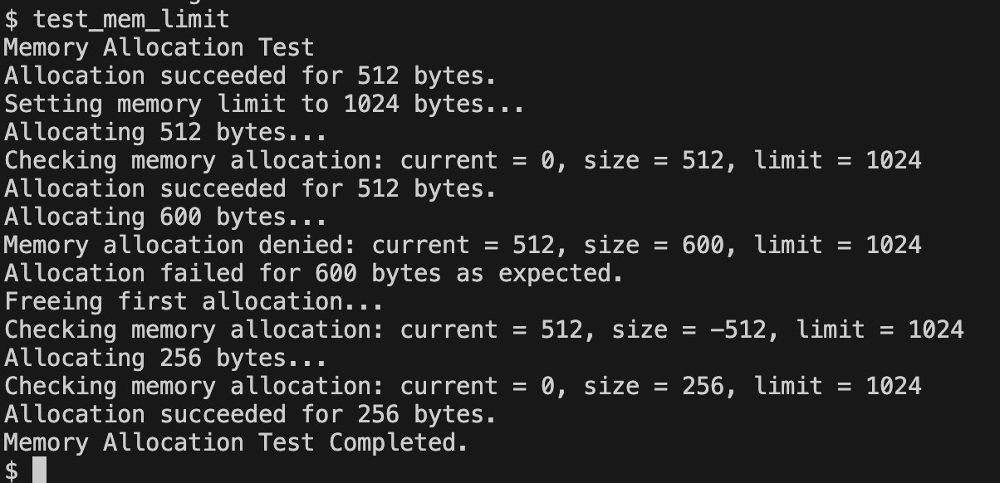 $ test_mem_limit
Memory Allocation Test
Allocation succeeded for 512 bytes.
Setting memory limit to 1024 bytes...
Allocating 512 bytes...
Checking memory allocation: current = 0, size = 512, limit = 1024
Allocation succeeded for 512 bytes.
Allocating 600 bytes...
Memory allocation denied: current = 512, size = 600, limit = 1024
Allocation failed for 600 bytes as expected.
Freeing first allocation...
Checking memory allocation: current = 512, size = -512, limit = 1024
Allocating 256 bytes...
Checking memory allocation: current = 0, size = 256, limit = 1024
Allocation succeeded for 256 bytes.
Memory Allocation Test Completed.
$